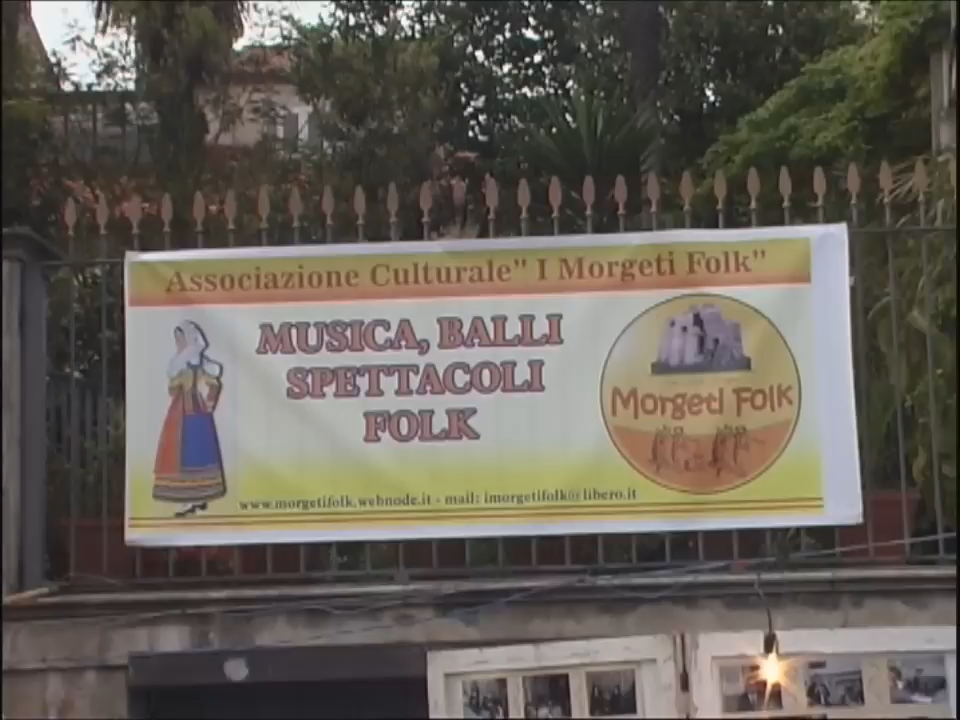 Associazione Culturale" I Morgeti Folk"
MUSICA, BALLI
SPETTACOLI
FOLK
Morgeti Folk
www.morgetifolk.webnode.it - mail: imorgetifolk@libero.it